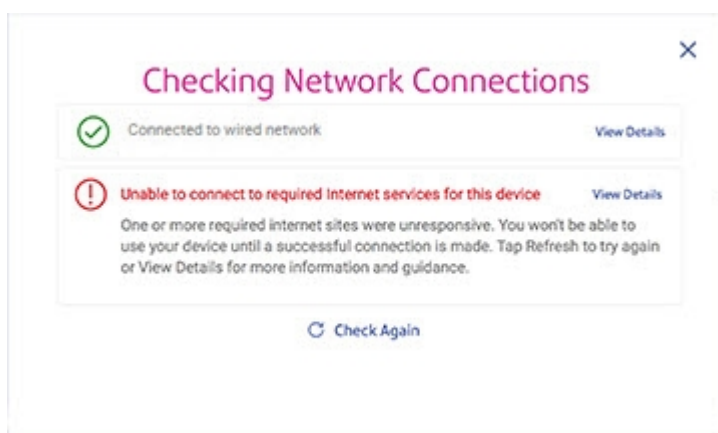 Checking Network Connections
Connected to wired network
View Details
Unable to connect to required Internet services for this device
View Details
One or more required internet sites were unresponsive. You won't be able to
use your device until a successful connection is made. Tap Refresh to try again
or View Details for more information and guidance.
Check Again